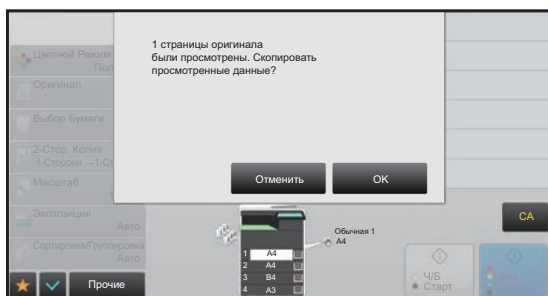 1 страницы оригинала
были просмотрены. Скопировать
просмотренные данные?
Отменить
OK
Цветной Режим
Пол
Оригинал
Выбор Бумаги
2-Стор. Копия
1-Сторонн.→1-Ст
Масштаб
1
Экспозиция
Авто
Сортировка/Группировка
Авто
Прочие
Обычная 1
A4
1 A4
2 A4
3 B4
4 A3
CA
Ч/Б
Старт